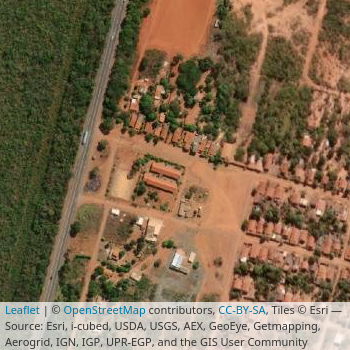 Leaflet | © OpenStreetMap contributors, CC-BY-SA, Tiles © Esri —
Source: Esri, i-cubed, USDA, USGS, AEX, GeoEye, Getmapping,
Aerogrid, IGN, IGP, UPR-EGP, and the GIS User Community